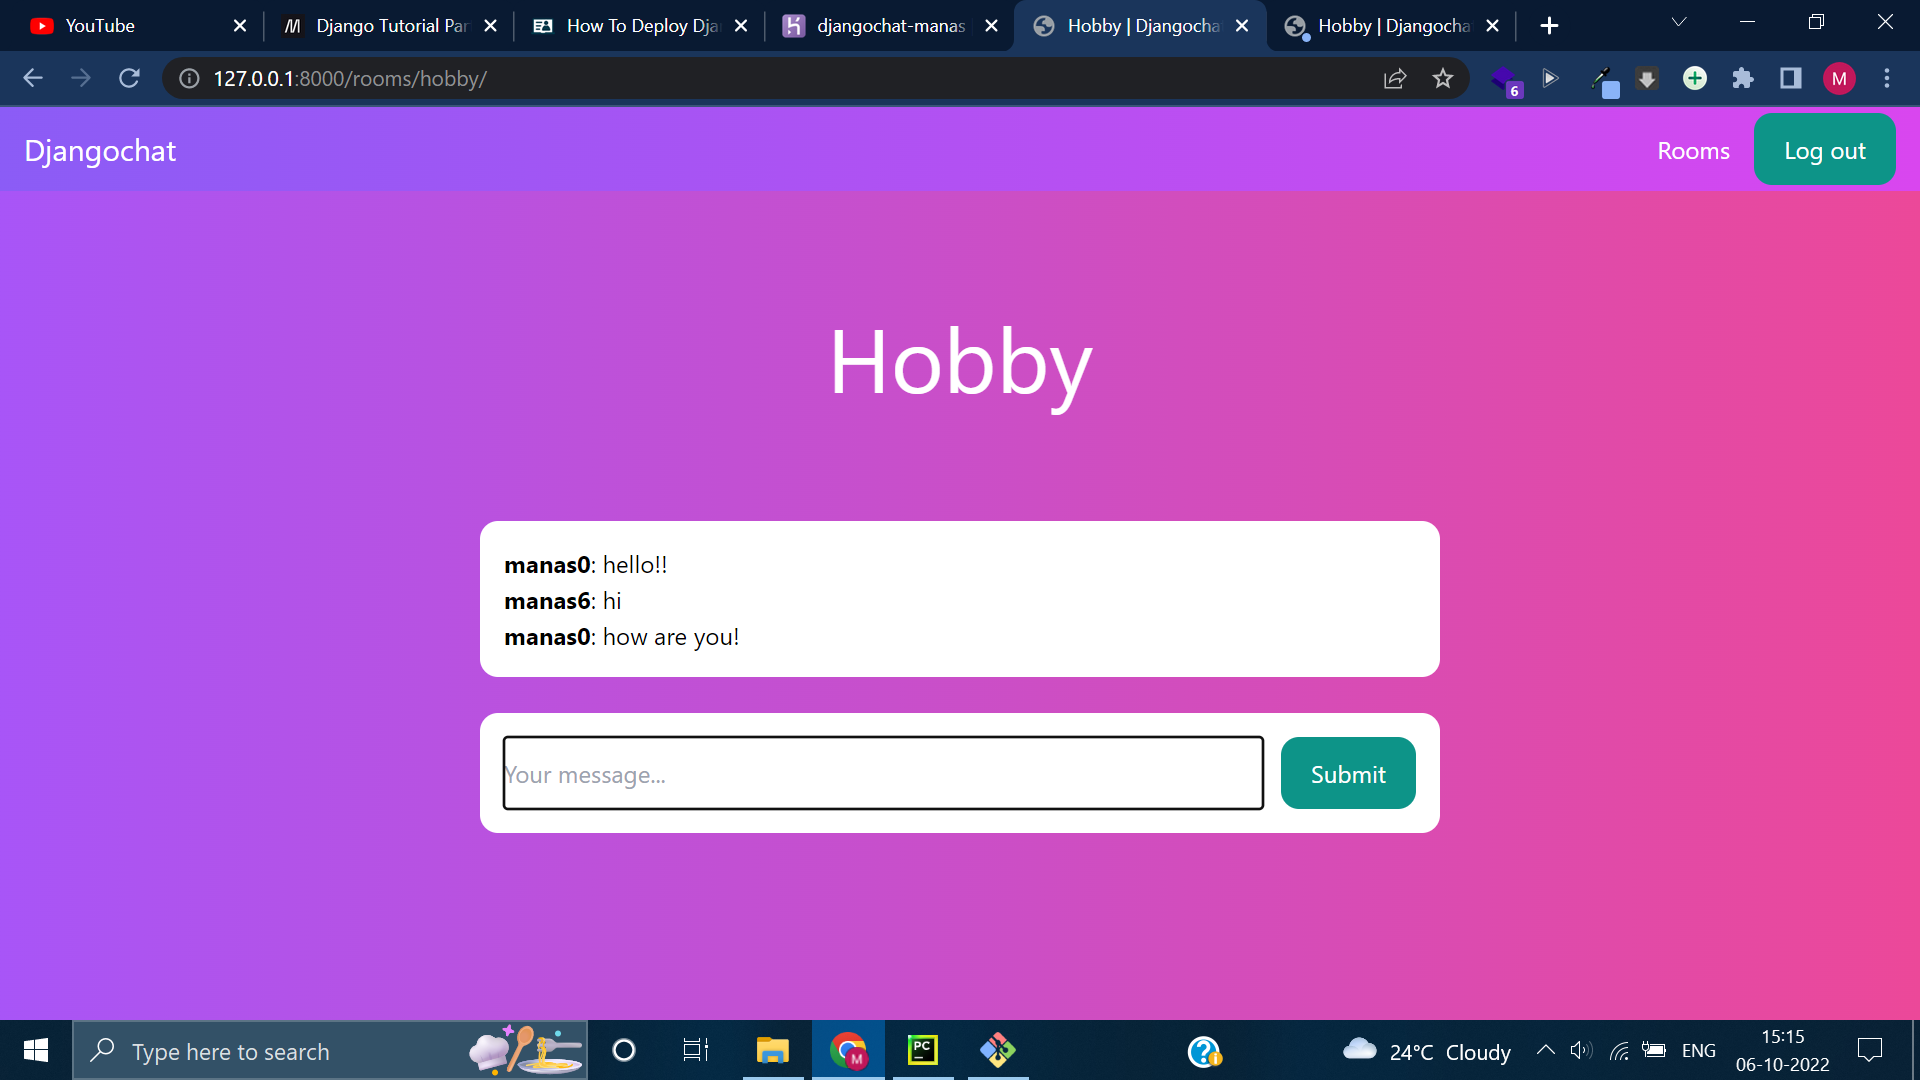 YouTube
Django Tutorial Par
How To Deploy Dja
djangochat-manas
Hobby | Djangocha
Hobby | Djangocha
127.0.0.1:8000/rooms/hobby/
6
M
Djangochat
Rooms
Log out
Hobby
manas0: hello!!
manas6: hi
manas0: how are you!
Your message...
Submit
Type here to search
M
PC
24°C Cloudy
ENG
15:15
06-10-2022